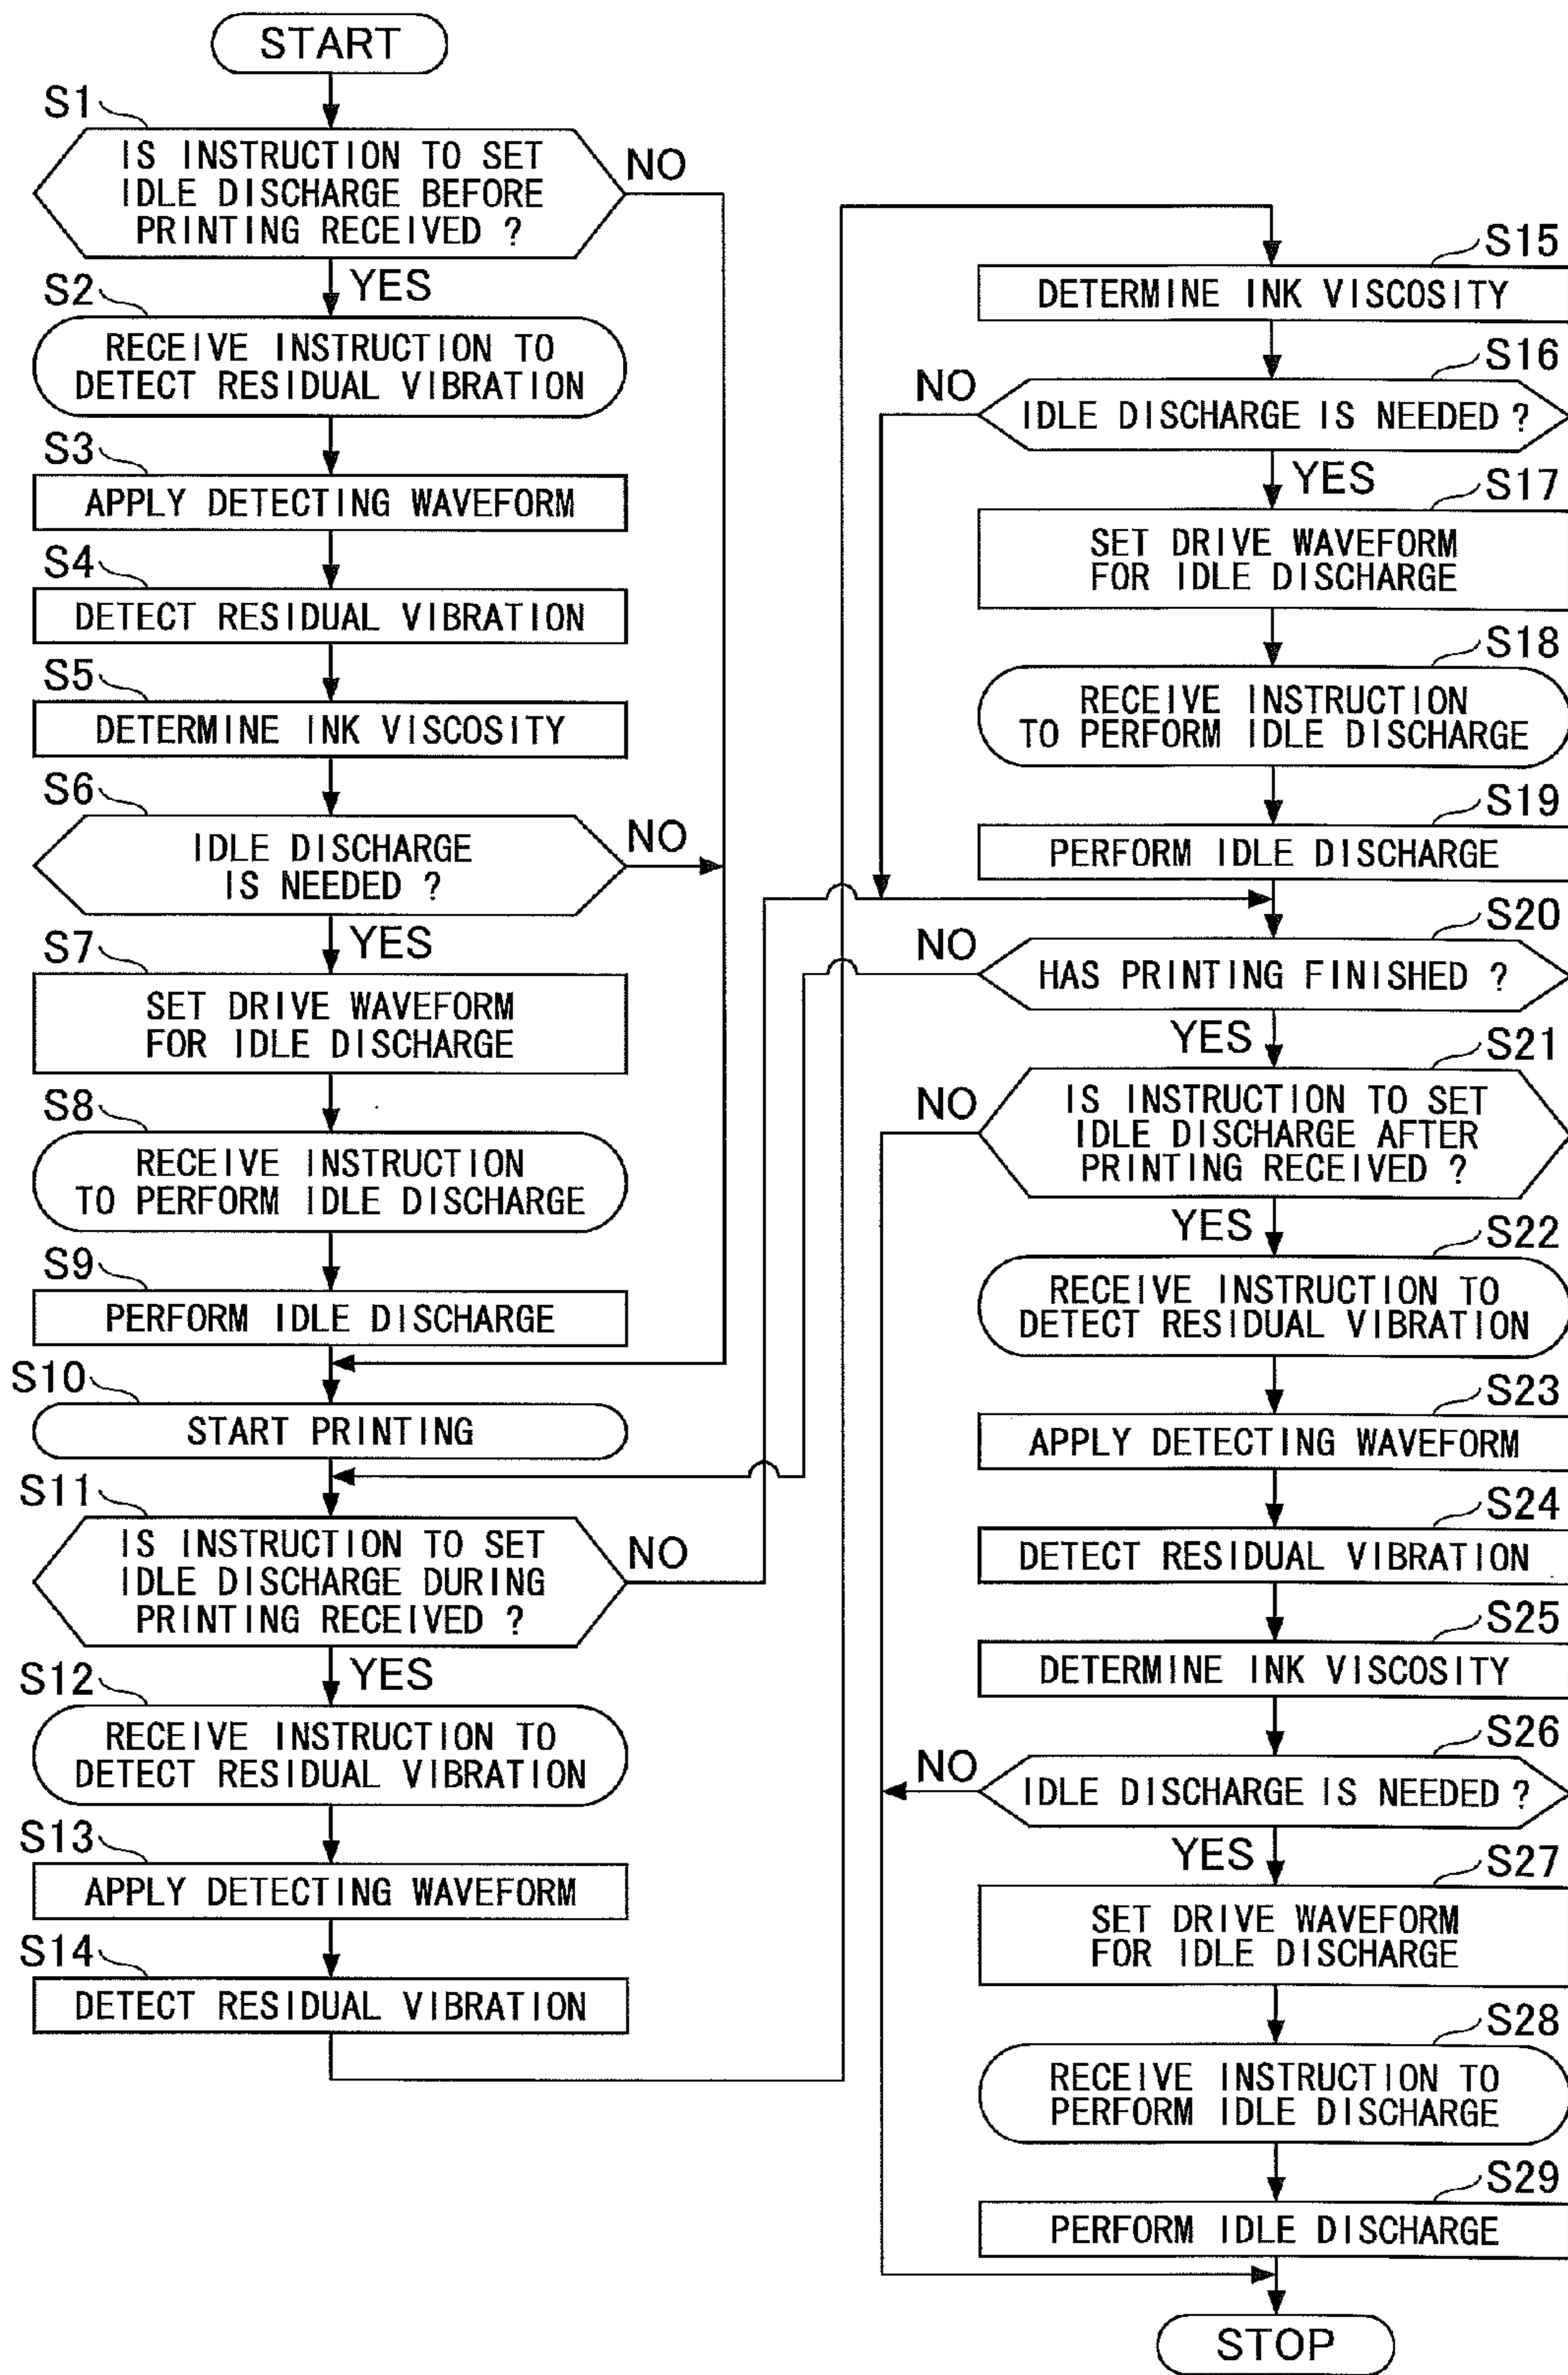 START
S1
IS INSTRUCTION TO SET
IDLE DISCHARGE BEFORE
PRINTING RECEIVED ?
NO
YES
S2
RECEIVE INSTRUCTION TO
DETECT RESIDUAL VIBRATION
S3
APPLY DETECTING WAVEFORM
S4
DETECT RESIDUAL VIBRATION
S5
DETERMINE INK VISCOSITY
S6
IDLE DISCHARGE
IS NEEDED ?
NO
YES
S7
SET DRIVE WAVEFORM
FOR IDLE DISCHARGE
S8
RECEIVE INSTRUCTION
TO PERFORM IDLE DISCHARGE
S9
PERFORM IDLE DISCHARGE
S10
START PRINTING
S11
IS INSTRUCTION TO SET
IDLE DISCHARGE DURING
PRINTING RECEIVED ?
NO
YES
S12
RECEIVE INSTRUCTION TO
DETECT RESIDUAL VIBRATION
S13
APPLY DETECTING WAVEFORM
S14
DETECT RESIDUAL VIBRATION
S15
DETERMINE INK VISCOSITY
S16
NO
IDLE DISCHARGE IS NEEDED ?
YES
S17
SET DRIVE WAVEFORM
FOR IDLE DISCHARGE
S18
RECEIVE INSTRUCTION
TO PERFORM IDLE DISCHARGE
S19
PERFORM IDLE DISCHARGE
S20
NO
HAS PRINTING FINISHED ?
YES
S21
NO
IS INSTRUCTION TO SET
IDLE DISCHARGE AFTER
PRINTING RECEIVED ?
YES
S22
RECEIVE INSTRUCTION TO
DETECT RESIDUAL VIBRATION
S23
APPLY DETECTING WAVEFORM
S24
DETECT RESIDUAL VIBRATION
S25
DETERMINE INK VISCOSITY
S26
NO
IDLE DISCHARGE IS NEEDED ?
YES
S27
SET DRIVE WAVEFORM
FOR IDLE DISCHARGE
S28
RECEIVE INSTRUCTION TO
PERFORM IDLE DISCHARGE
S29
PERFORM IDLE DISCHARGE
STOP